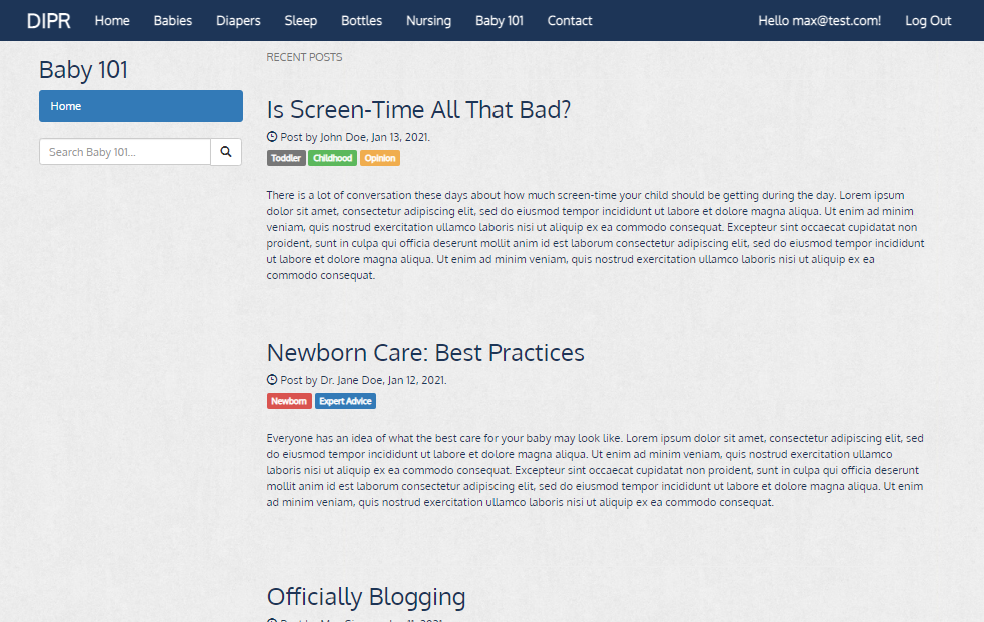 DIPR Home Babies Diapers Sleep Bottles Nursing Baby 101 Contact Hello max@test.com! Log Out
Baby 101
Home
Search Baby 101...
RECENT POSTS
Is Screen-Time All That Bad?
Post by John Doe, Jan 13, 2021.
Toddler Childhood Opinion
There is a lot of conversation these days about how much screen-time your child should be getting during the day. Lorem ipsum
dolor sit amet, consectetur adipiscing elit, sed do eiusmod tempor incididunt ut labore et dolore magna aliqua. Ut enim ad minim
veniam, quis nostrud exercitation ullamco laboris nisi ut aliquip ex ea commodo consequat. Excepteur sint occaecat cupidatat non
proident, sunt in culpa qui officia deserunt mollit anim id est laborum consectetur adipiscing elit, sed do eiusmod tempor incididunt
ut labore et dolore magna aliqua. Ut enim ad minim veniam, quis nostrud exercitation ullamco laboris nisi ut aliquip ex ea
commodo consequat.
Newborn Care: Best Practices
Post by Dr. Jane Doe, Jan 12, 2021.
Newborn Expert Advice
Everyone has an idea of what the best care for your baby may look like. Lorem ipsum dolor sit amet, consectetur adipiscing elit, sed
do eiusmod tempor incididunt ut labore et dolore magna aliqua. Ut enim ad minim veniam, quis nostrud exercitation ullamco
laboris nisi ut aliquip ex ea commodo consequat. Excepteur sint occaecat cupidatat non proident, sunt in culpa qui officia deserunt
mollit anim id est laborum consectetur adipiscing elit, sed do eiusmod tempor incididunt ut labore et dolore magna aliqua. Ut enim
ad minim veniam, quis nostrud exercitation ullamco laboris nisi ut aliquip ex ea commodo consequat.
Officially Blogging
Post by